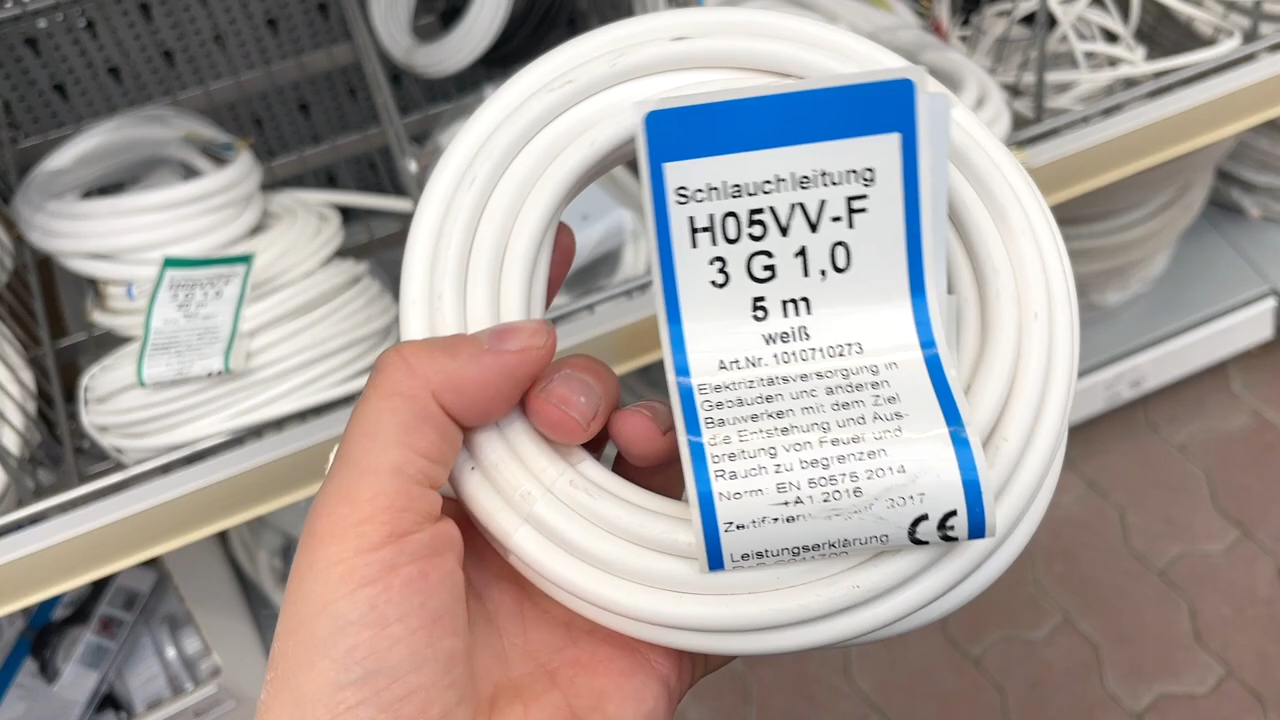 Schlauchleitung
H05VV-F
3 G 1,0
5 m
weiß
Art.Nr. 1010710273
Elektrizitätsversorgung in
Gebäuden und anderen
Bauwerken mit dem Ziel
die Entstehung und Aus-
breitung von Feuer und
Rauch zu begrenzen.
Norm: EN 50575:2014
+A1:2016
2017
Leistungserklärung
CE